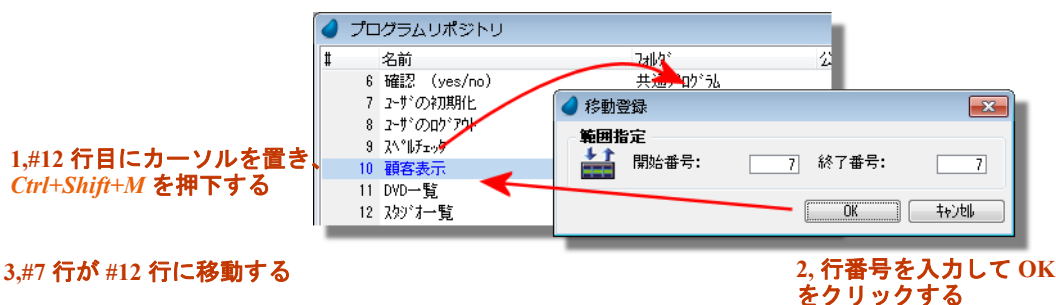 プログラムリポジトリ
# 名前 ﾌｫﾙﾀﾞ 公
6 確認 (yes/no) 共通ﾌﾟﾛｸﾞﾗﾑ
7 ﾕｰｻﾞの初期化
8 ﾕｰｻﾞのﾛｸﾞｱｳﾄ
9 ｽﾍﾟﾙﾁｪｯｸ
10 顧客表示
11 DVD一覧
12 ｽﾀｼﾞｵ一覧
移動登録
範囲指定
開始番号: 7 終了番号: 7
OK ｷｬﾝｾﾙ
1,#12 行目にカーソルを置き、
Ctrl+Shift+M を押下する
3,#7 行が #12 行に移動する
2, 行番号を入力して OK
をクリックする